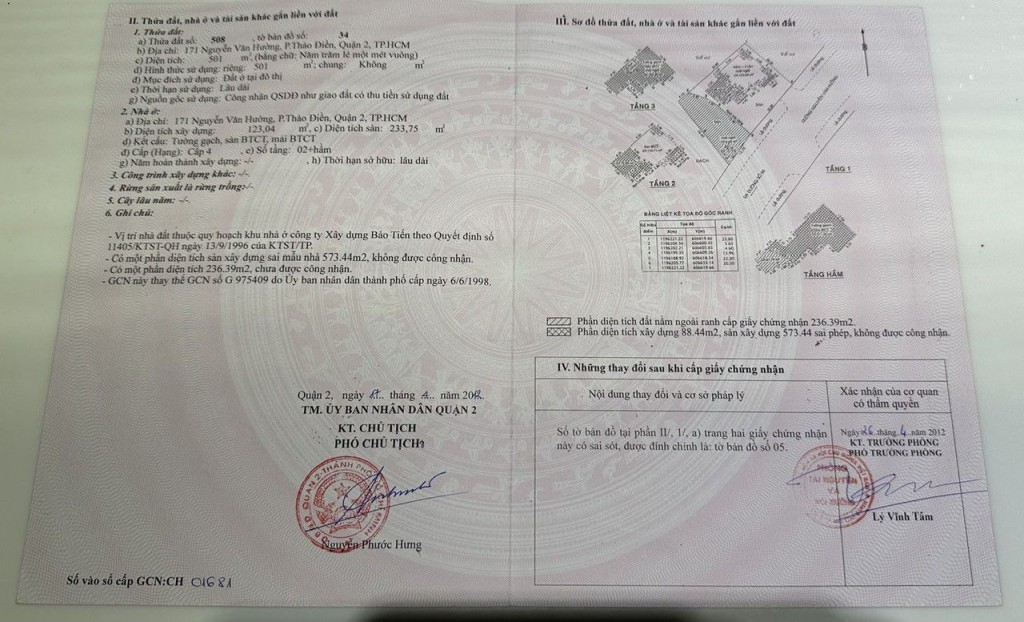 II. Thửa đất, nhà ở và tài sản khác gắn liền với đất
1. Thửa đất:
a) Thửa đất số: 508 , tờ bản đồ số: 34
b) Địa chỉ: 171 Nguyễn Văn Hưởng, P.Thảo Điền, Quận 2, TP.HCM
c) Diện tích: 501 m², (bằng chữ: Năm trăm lẻ một mét vuông)
d) Hình thức sử dụng: riêng: 501 m²; chung: Không m²
đ) Mục đích sử dụng: Đất ở tại đô thị
e) Thời hạn sử dụng: Lâu dài
g) Nguồn gốc sử dụng: Công nhận QSDĐ như giao đất có thu tiền sử dụng đất
2. Nhà ở:
a) Địa chỉ: 171 Nguyễn Văn Hưởng, P.Thảo Điền, Quận 2, TP.HCM
b) Diện tích xây dựng: 123,04 m², c) Diện tích sàn: 233,75 m²
d) Kết cấu: Tường gạch, sàn BTCT, mái BTCT
đ) Cấp (Hạng): Cấp 4 , e) Số tầng: 02+hầm
g) Năm hoàn thành xây dựng: -/- , h) Thời hạn sở hữu: lâu dài
3. Công trình xây dựng khác: -/-
4. Rừng sản xuất là rừng trồng:-/-
5. Cây lâu năm: -/-
6. Ghi chú:
- Vị trí nhà đất thuộc quy hoạch khu nhà ở công ty Xây dựng Bảo Tiến theo Quyết định số
11405/KTST-QH ngày 13/9/1996 của KTST/TP.
- Có một phần diện tích sàn xây dựng sai mẫu nhà 573.44m2, không được công nhận.
- Có một phần diện tích 236.39m2, chưa được công nhận.
- GCN này thay thế GCN số G 975409 do Ủy ban nhân dân thành phố cấp ngày 6/6/1998.
Quận 2, ngày tháng 4 năm 2012
TM. ỦY BAN NHÂN DÂN QUẬN 2
KT. CHỦ TỊCH
PHÓ CHỦ TỊCH
Nguyễn Phước Hưng
Số vào sổ cấp GCN:CH 01681
III. Sơ đồ thửa đất, nhà ở và tài sản khác gắn liền với đất
TẦNG 3
TẦNG 2
RẠCH
TẦNG 1
TẦNG HẦM
BẢNG LIỆT KÊ TỌA ĐỘ GÓC RANH
Phần diện tích đất nằm ngoài ranh cấp giấy chứng nhận 236.39m2.
Phần diện tích xây dựng 88.44m2, sàn xây dựng 573.44 sai phép, không được công nhận.
IV. Những thay đổi sau khi cấp giấy chứng nhận
Nội dung thay đổi và cơ sở pháp lý
Xác nhận của cơ quan
có thẩm quyền
Số tờ bản đồ tại phần II/, 1/, a) trang hai giấy chứng nhận
này có sai sót, được đính chính là: tờ bản đồ số 05.
Ngày 26 tháng 4 năm 2012
KT. TRƯỞNG PHÒNG
PHÓ TRƯỞNG PHÒNG
Lý Vĩnh Tâm